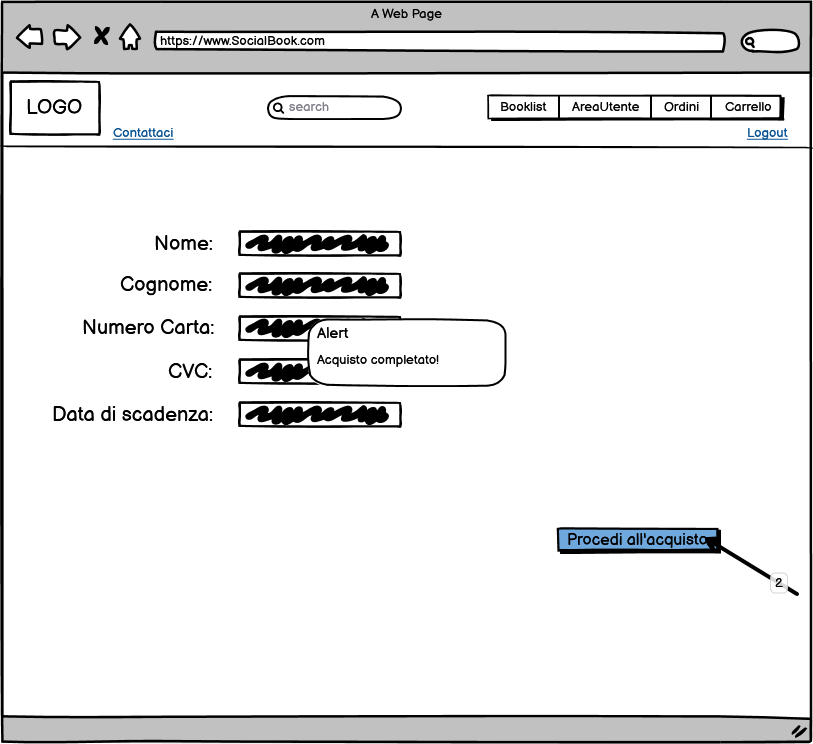 A Web Page
https://www.SocialBook.com
LOGO
search
Booklist AreaUtente Ordini Carrello
Contattaci
Logout
Nome:
Cognome:
Numero Carta:
Alert
Acquisto completato!
CVC:
Data di scadenza:
Procedi all'acquisto
2